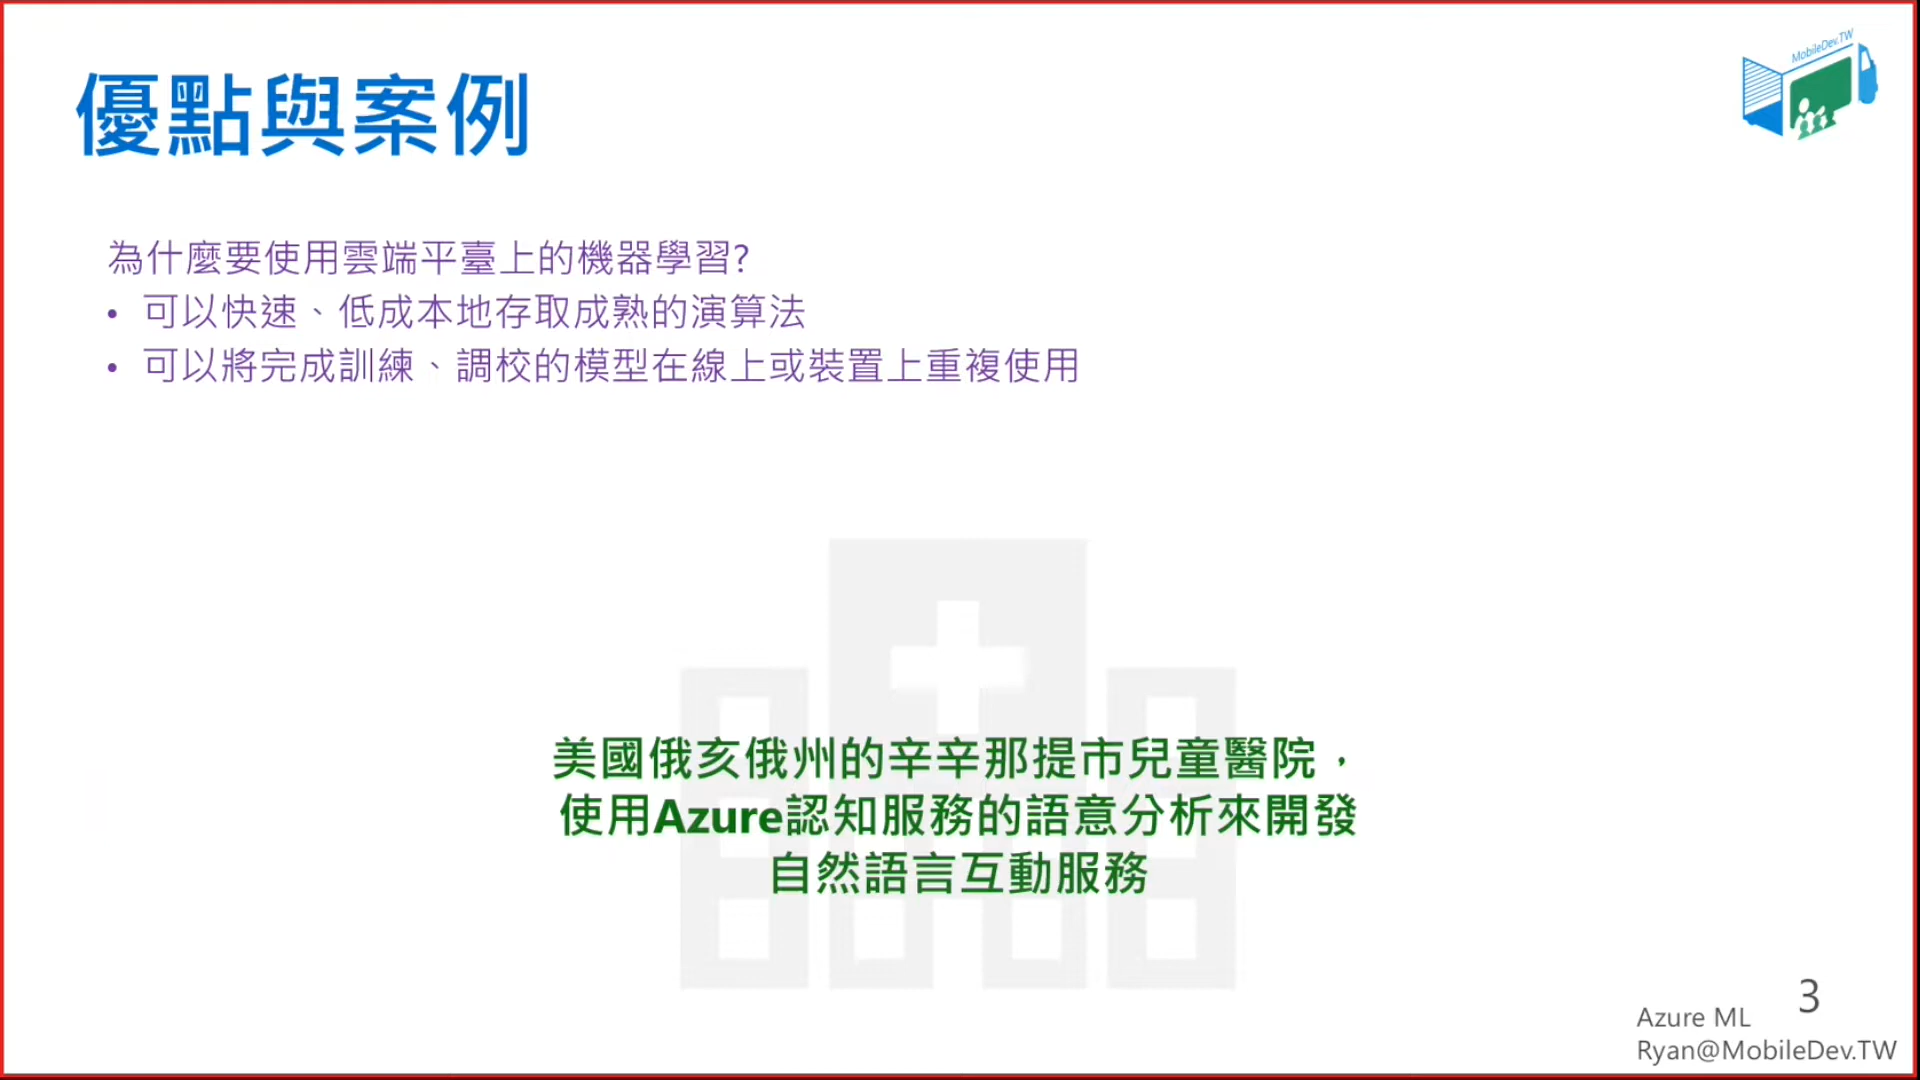 MobileDev.TW
優點與案例
為什麼要使用雲端平臺上的機器學習?
• 可以快速、低成本地存取成熟的演算法
• 可以將完成訓練、調校的模型在線上或裝置上重複使用
美國俄亥俄州的辛辛那提市兒童醫院，
使用Azure認知服務的語意分析來開發
自然語言互動服務
3
Azure ML
Ryan@MobileDev.TW